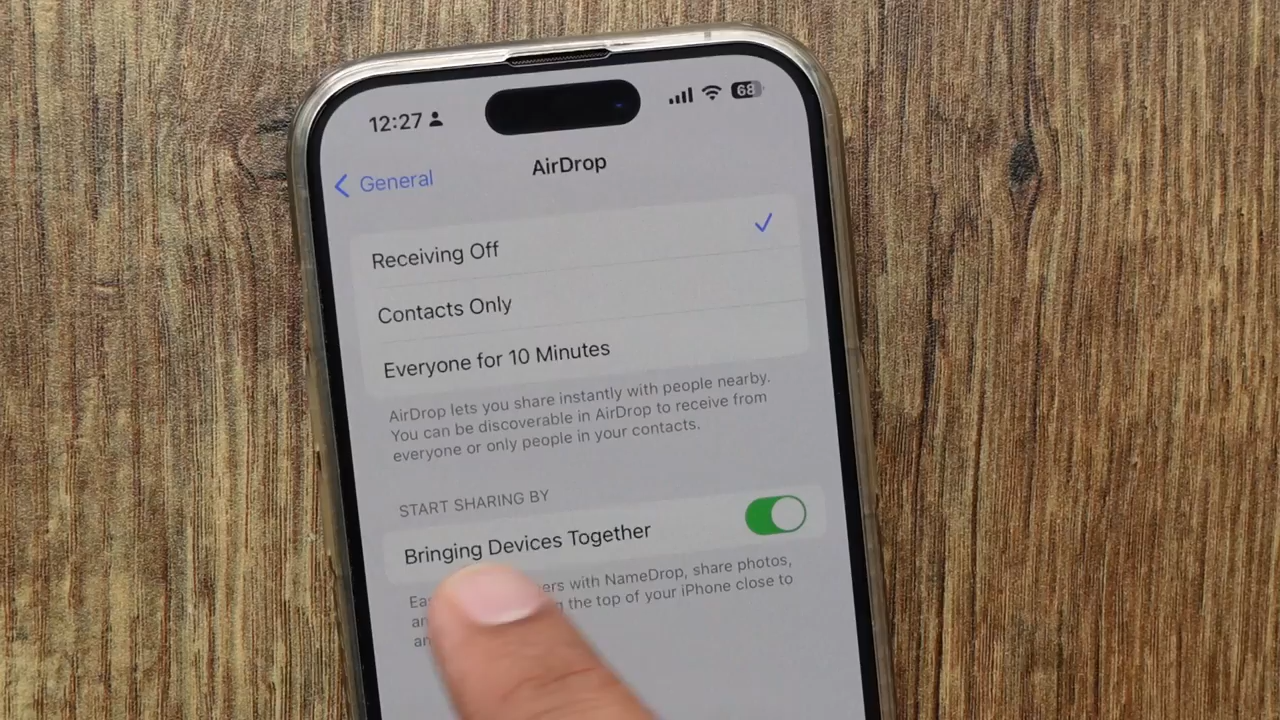 12:27
68
General
AirDrop
Receiving Off
Contacts Only
Everyone for 10 Minutes
AirDrop lets you share instantly with people nearby.
You can be discoverable in AirDrop to receive from
everyone or only people in your contacts.
START SHARING BY
Bringing Devices Together
with NameDrop, share photos,
the top of your iPhone close to